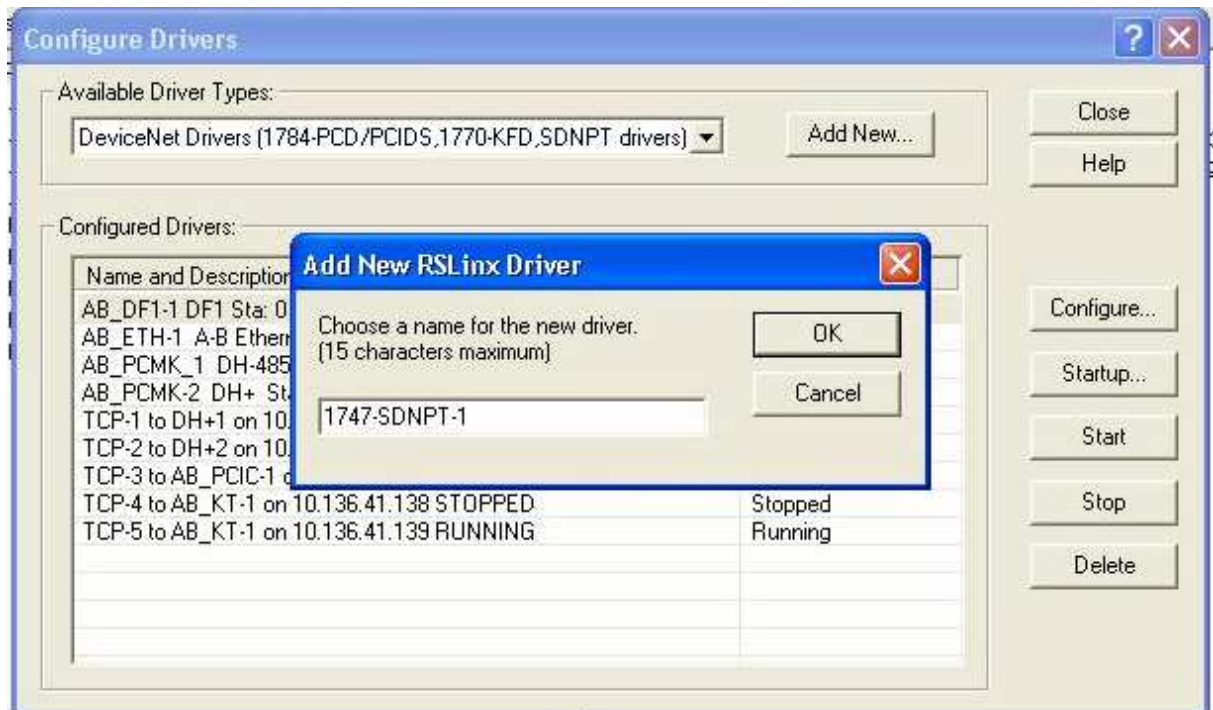 Configure Drivers
Available Driver Types:
DeviceNet Drivers (1784-PCD/PCIDS,1770-KFD,SDNPT drivers)
Add New...
Close
Help
Configured Drivers:
Name and Description
AB_DF1-1 DF1 Sta: 0
AB_ETH-1 A-B Ethern
AB_PCMK_1 DH-485
AB_PCMK-2 DH+ St
TCP-1 to DH+1 on 10.
TCP-2 to DH+2 on 10.
TCP-3 to AB_PCIC-1
TCP-4 to AB_KT-1 on 10.136.41.138 STOPPED Stopped
TCP-5 to AB_KT-1 on 10.136.41.139 RUNNING Running
Add New RSLinx Driver
Choose a name for the new driver.
(15 characters maximum)
1747-SDNPT-1
OK
Cancel
Configure...
Startup...
Start
Stop
Delete